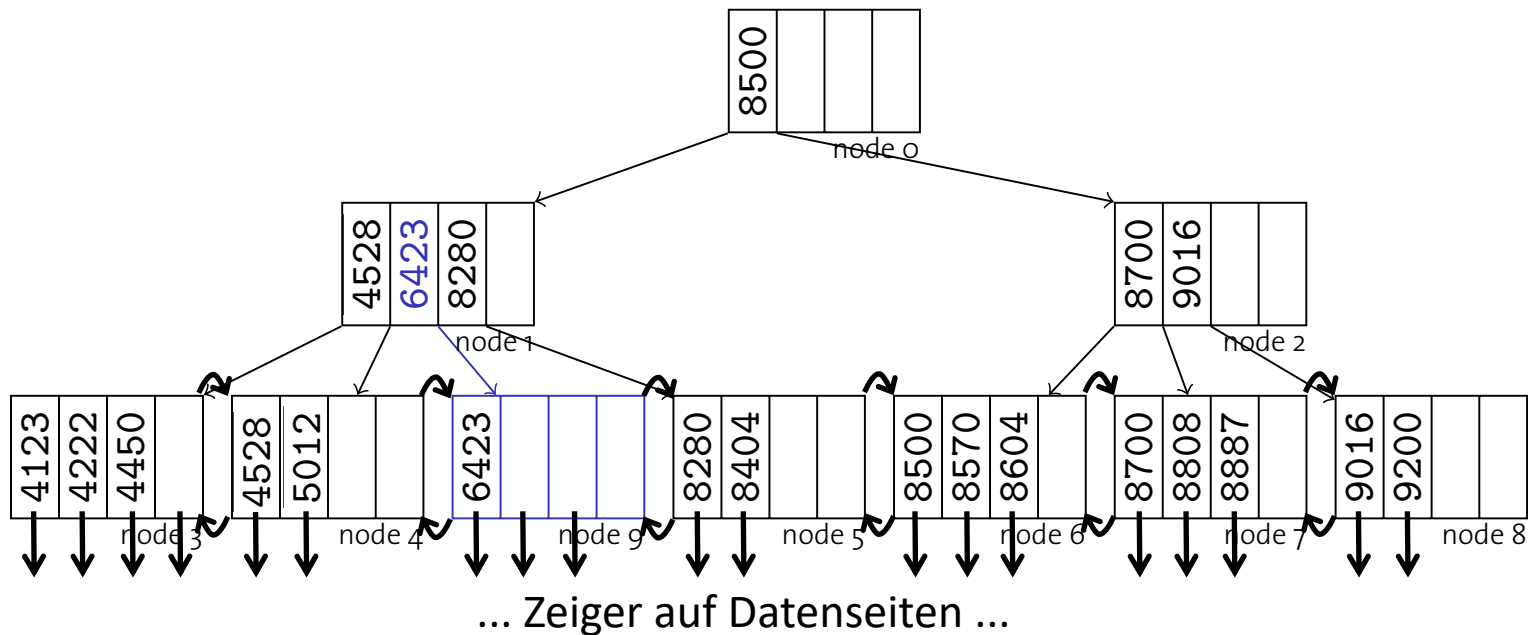 8500
node 0
4528 6423 8280
node 1
8700 9016
node 2
4123 4222 4450
node 3
4528 5012
node 4
6423
node 9
8280 8404
node 5
8500 8570 8604
node 6
8700 8808 8887
node 7
9016 9200
node 8
... Zeiger auf Datenseiten ...